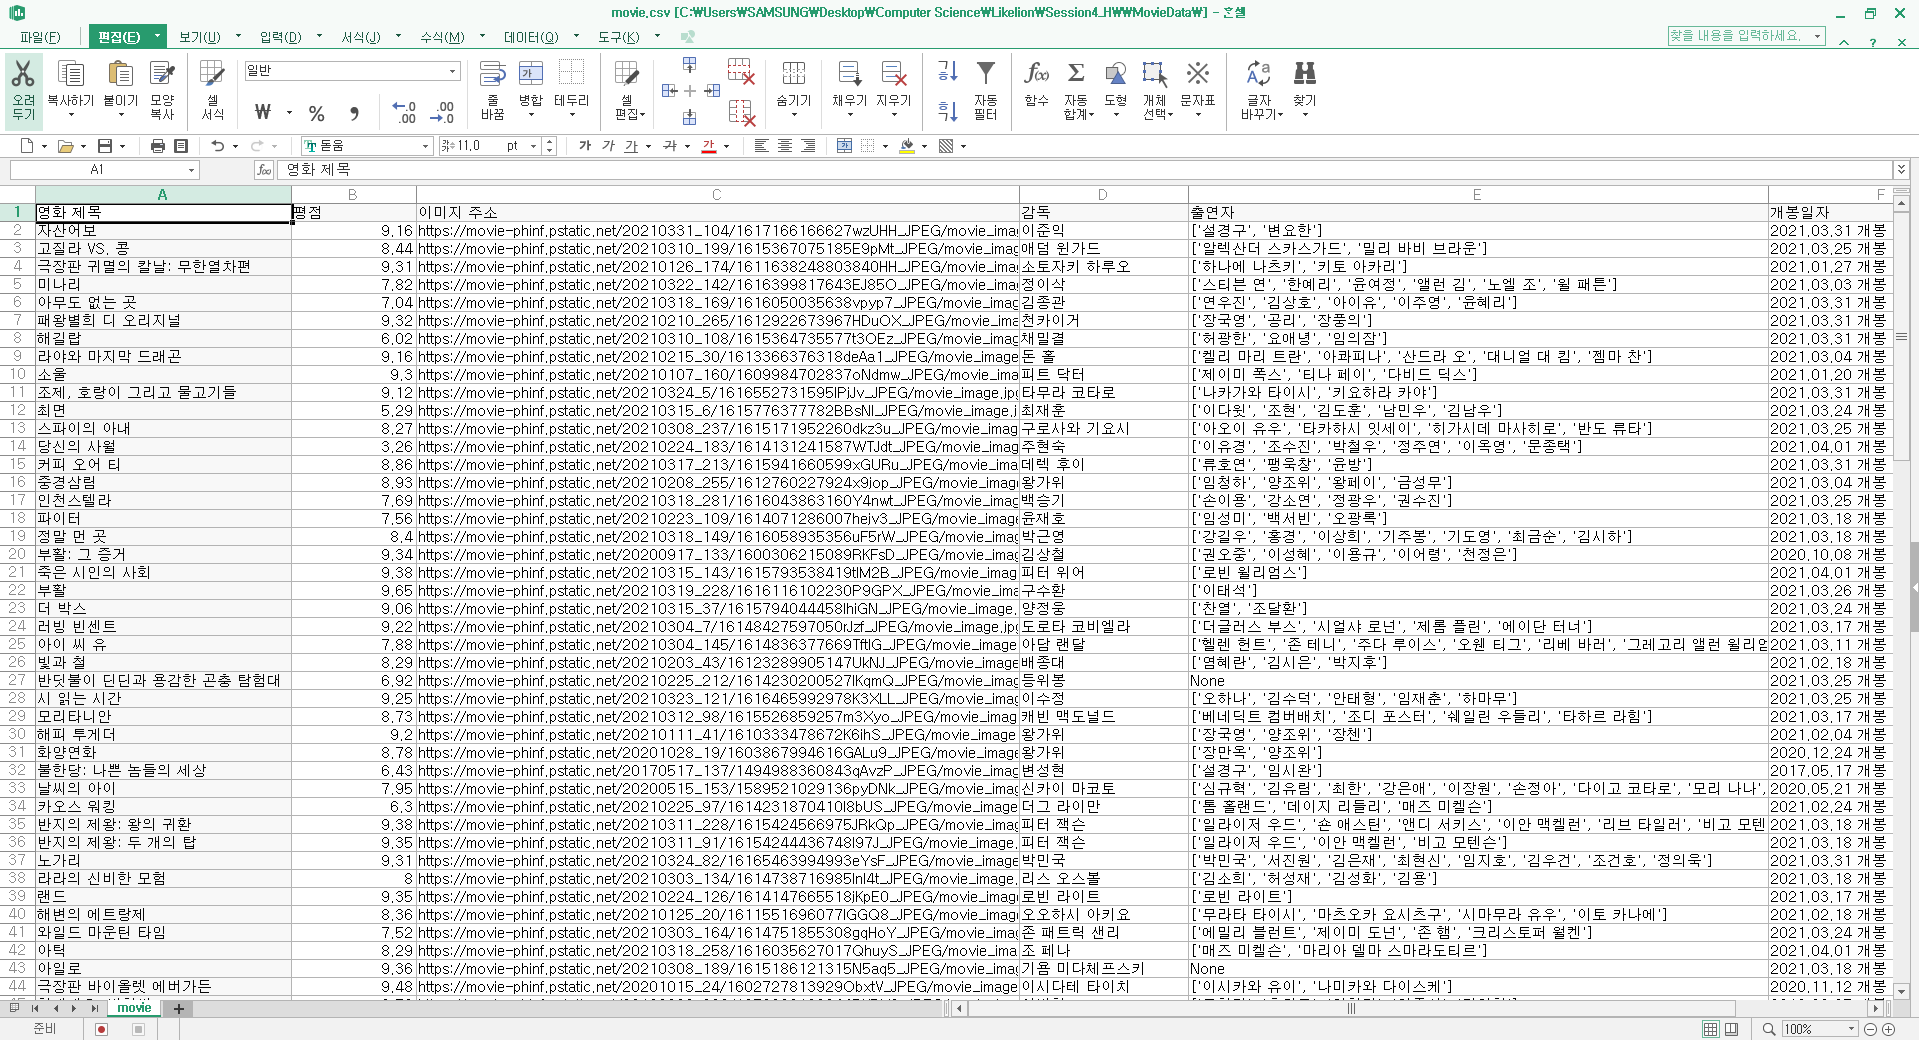 movie.csv [C:₩Users₩SAMSUNG₩Desktop₩Computer Science₩Likelion₩Session4_H₩₩MovieData₩] - 흔셀
파일(F) 편집(E) 보기(U) 입력(D) 서식(J) 수식(M) 데이터(Q) 도구(K) 찾을 내용을 입력하세요. ?
일반
오려 두기 복사하기 붙이기 모양 복사 셀 서식 ₩ % , ←.0 .00 .00 →.0 줄 바꿈 병합 테두리 셀 편집 숨기기 채우기 지우기 자동 필터 함수 자동 합계 도형 개체 선택 문자표 글자 바꾸기 찾기
돋움 11.0 pt 가 가 가 가 가
A1 f(x) 영화 제목
A B C D E F
1 영화 제목 평점 이미지 주소 감독 출연자 개봉일자
2 자산어보 9.16 https://movie-phinf.pstatic.net/20210331_104/1617166166627wzUHH_JPEG/movie_ima 이준익 ['설경구', '변요한'] 2021.03.31 개봉
3 고질라 VS. 콩 8.44 https://movie-phinf.pstatic.net/20210310_199/1615367075185E9pMt_JPEG/movie_ima 애덤 윈가드 ['알렉산더 스카스가드', '밀리 바비 브라운'] 2021.03.25 개봉
4 극장판 귀멸의 칼날: 무한열차편 9.31 https://movie-phinf.pstatic.net/20210126_174/1611638248803840HH_JPEG/movie_ima 소토자키 하루오 ['하나에 나츠키', '키토 아카리'] 2021.01.27 개봉
5 미나리 7.82 https://movie-phinf.pstatic.net/20210322_142/1616399817643EJ85O_JPEG/movie_ima 정이삭 ['스티븐 연', '한예리', '윤여정', '앨런 김', '노엘 조', '윌 패튼'] 2021.03.03 개봉
6 아무도 없는 곳 7.04 https://movie-phinf.pstatic.net/20210318_169/1616050035638vpyp7_JPEG/movie_ima 김종관 ['연우진', '김상호', '아이유', '이주영', '윤혜리'] 2021.03.31 개봉
7 패왕별희 디 오리지널 9.32 https://movie-phinf.pstatic.net/20210210_265/1612922673967HDuOX_JPEG/movie_ima 천카이거 ['장국영', '공리', '장풍의'] 2021.03.31 개봉
8 해길랍 6.02 https://movie-phinf.pstatic.net/20210310_108/1615364735577t3OEz_JPEG/movie_ima 채밀결 ['허광한', '요애녕', '임의잠'] 2021.03.31 개봉
9 라야와 마지막 드래곤 9.16 https://movie-phinf.pstatic.net/20210215_30/1613366376318deAa1_JPEG/movie_image 돈 홀 ['켈리 마리 트란', '아콰피나', '산드라 오', '대니얼 대 킴', '젬마 찬'] 2021.03.04 개봉
10 소울 9.3 https://movie-phinf.pstatic.net/20210107_160/1609984702837oNdmw_JPEG/movie_ima 피트 닥터 ['제이미 폭스', '티나 페이', '다비드 딕스'] 2021.01.20 개봉
11 조제, 호랑이 그리고 물고기들 9.12 https://movie-phinf.pstatic.net/20210324_5/1616552731595lPjJv_JPEG/movie_image.jpg 타무라 코타로 ['나카가와 타이시', '키요하라 카야'] 2021.03.31 개봉
12 최면 5.29 https://movie-phinf.pstatic.net/20210315_6/1615776377782BBsNl_JPEG/movie_image.j 최재훈 ['이다윗', '조현', '김도훈', '남민우', '김남우'] 2021.03.24 개봉
13 스파이의 아내 8.27 https://movie-phinf.pstatic.net/20210308_237/1615171952260dkz3u_JPEG/movie_imag 구로사와 기요시 ['아오이 유우', '타카하시 잇세이', '히가시데 마사히로', '반도 류타'] 2021.03.25 개봉
14 당신의 사월 3.26 https://movie-phinf.pstatic.net/20210224_183/1614131241587WTJdt_JPEG/movie_imag 주현숙 ['이유경', '조수진', '박철우', '정주연', '이옥영', '문종택'] 2021.04.01 개봉
15 커피 오어 티 8.86 https://movie-phinf.pstatic.net/20210317_213/1615941660599xGURu_JPEG/movie_ima 데렉 후이 ['류호연', '팽욱창', '윤방'] 2021.03.31 개봉
16 중경삼림 8.93 https://movie-phinf.pstatic.net/20210208_255/1612760227924x9jop_JPEG/movie_imag 왕가위 ['임청하', '양조위', '왕페이', '금성무'] 2021.03.04 개봉
17 인천스텔라 7.69 https://movie-phinf.pstatic.net/20210318_281/1616043863160Y4nwt_JPEG/movie_imag 백승기 ['손이용', '강소연', '정광우', '권수진'] 2021.03.25 개봉
18 파이터 7.56 https://movie-phinf.pstatic.net/20210223_109/1614071286007hejv3_JPEG/movie_image 윤재호 ['임성미', '백서빈', '오광록'] 2021.03.18 개봉
19 정말 먼 곳 8.4 https://movie-phinf.pstatic.net/20210318_149/1616058935356uF5rW_JPEG/movie_ima 박근영 ['강길우', '홍경', '이상희', '기주봉', '기도영', '최금순', '김시하'] 2021.03.18 개봉
20 부활: 그 증거 9.34 https://movie-phinf.pstatic.net/20200917_133/1600306215089RKFsD_JPEG/movie_ima 김상철 ['권오중', '이성혜', '이용규', '이어령', '천정은'] 2020.10.08 개봉
21 죽은 시인의 사회 9.38 https://movie-phinf.pstatic.net/20210315_143/1615793538419tlM2B_JPEG/movie_imag 피터 위어 ['로빈 윌리엄스'] 2021.04.01 개봉
22 부활 9.65 https://movie-phinf.pstatic.net/20210319_228/1616116102230P9GPX_JPEG/movie_ima 구수환 ['이태석'] 2021.03.26 개봉
23 더 박스 9.06 https://movie-phinf.pstatic.net/20210315_37/1615794044458lhiGN_JPEG/movie_image. 양정웅 ['찬열', '조달환'] 2021.03.24 개봉
24 러빙 빈센트 9.22 https://movie-phinf.pstatic.net/20210304_7/1614842759​7050rJzf_JPEG/movie_image.jpg 도로타 코비엘라 ['더글러스 부스', '시얼샤 로넌', '제롬 플린', '에이단 터너'] 2021.03.17 개봉
25 아이 씨 유 7.88 https://movie-phinf.pstatic.net/20210304_145/1614836377669TftlG_JPEG/movie_image 아담 랜달 ['헬렌 헌트', '존 테니', '주다 루이스', '오웬 티그', '리베 바러', '그레고리 앨런 윌리엄 2021.03.11 개봉
26 빛과 철 8.29 https://movie-phinf.pstatic.net/20210203_43/1612328990514​7UkNJ_JPEG/movie_image 배종대 ['염혜란', '김시은', '박지후'] 2021.02.18 개봉
27 반딧불이 딘딘과 용감한 곤충 탐험대 6.92 https://movie-phinf.pstatic.net/20210225_212/1614230200527lKqmQ_JPEG/movie_imag 등위봉 None 2021.03.25 개봉
28 시 읽는 시간 9.25 https://movie-phinf.pstatic.net/20210323_121/1616465992978K3XLL_JPEG/movie_imag 이수정 ['오하나', '김수덕', '안태형', '임재춘', '하마무'] 2021.03.25 개봉
29 모리타니안 8.73 https://movie-phinf.pstatic.net/20210312_98/1615526859257m3Xyo_JPEG/movie_imag 캐빈 맥도널드 ['베네딕트 컴버배치', '조디 포스터', '쉐일린 우들리', '타하르 라힘'] 2021.03.17 개봉
30 해피 투게더 9.2 https://movie-phinf.pstatic.net/20210111_41/1610333478672K6ihS_JPEG/movie_image 왕가위 ['장국영', '양조위', '장첸'] 2021.02.04 개봉
31 화양연화 8.78 https://movie-phinf.pstatic.net/20201028_19/1603867994616GALu9_JPEG/movie_imag 왕가위 ['장만옥', '양조위'] 2020.12.24 개봉
32 불한당: 나쁜 놈들의 세상 6.43 https://movie-phinf.pstatic.net/20170517_137/1494988360843qAvzP_JPEG/movie_imag 변성현 ['설경구', '임시완'] 2017.05.17 개봉
33 날씨의 아이 7.95 https://movie-phinf.pstatic.net/20200515_153/1589521029136pyDNk_JPEG/movie_imag 신카이 마코토 ['심규혁', '김유림', '최한', '강은애', '이장원', '손정아', '다이고 코타로', '모리 나나', 2020.05.21 개봉
34 카오스 워킹 6.3 https://movie-phinf.pstatic.net/20210225_97/1614231870410l8bUS_JPEG/movie_image 더그 라이만 ['톰 홀랜드', '데이지 리들리', '매즈 미켈슨'] 2021.02.24 개봉
35 반지의 제왕: 왕의 귀환 9.38 https://movie-phinf.pstatic.net/20210311_228/1615424566975JRkQp_JPEG/movie_imag 피터 잭슨 ['일라이저 우드', '숀 애스틴', '앤디 서키스', '이안 맥켈런', '리브 타일러', '비고 모텐 2021.03.18 개봉
36 반지의 제왕: 두 개의 탑 9.35 https://movie-phinf.pstatic.net/20210311_91/1615424443674​8l97J_JPEG/movie_image. 피터 잭슨 ['일라이저 우드', '이안 맥켈런', '비고 모텐슨'] 2021.03.18 개봉
37 노가리 9.31 https://movie-phinf.pstatic.net/20210324_82/1616546399499​3eYsF_JPEG/movie_image 박민국 ['박민국', '서진원', '김은재', '최현신', '임지호', '김우건', '조건호', '정의욱'] 2021.03.31 개봉
38 라라의 신비한 모험 8 https://movie-phinf.pstatic.net/20210303_134/1614738716985lnl4t_JPEG/movie_image. 리스 오스볼 ['김소희', '허성재', '김성화', '김용'] 2021.03.18 개봉
39 랜드 9.35 https://movie-phinf.pstatic.net/20210224_126/1614147665518jKpE0_JPEG/movie_imag 로빈 라이트 ['로빈 라이트'] 2021.03.17 개봉
40 해변의 에트랑제 8.36 https://movie-phinf.pstatic.net/20210125_20/1611551696077lGGQ8_JPEG/movie_imag 오오하시 아키요 ['무라타 타이시', '마츠오카 요시츠구', '시마무라 유우', '이토 카나에'] 2021.02.18 개봉
41 와일드 마운틴 타임 7.52 https://movie-phinf.pstatic.net/20210303_164/1614751855308gqHoY_JPEG/movie_imag 존 패트릭 샌리 ['에밀리 블런트', '제이미 도넌', '존 햄', '크리스토퍼 월켄'] 2021.03.24 개봉
42 아틱 8.29 https://movie-phinf.pstatic.net/20210318_258/1616035627017QhuyS_JPEG/movie_imag 조 페나 ['매즈 미켈슨', '마리아 델마 스마라도티르'] 2021.04.01 개봉
43 아일로 9.36 https://movie-phinf.pstatic.net/20210308_189/1615186121315N5aq5_JPEG/movie_imag 기욤 미다체프스키 None 2021.03.18 개봉
44 극장판 바이올렛 에버가든 9.48 https://movie-phinf.pstatic.net/20201015_24/1602727813929ObxtV_JPEG/movie_image 이시다테 타이치 ['이시카와 유이', '나미카와 다이스케'] 2020.11.12 개봉
movie
준비 100%